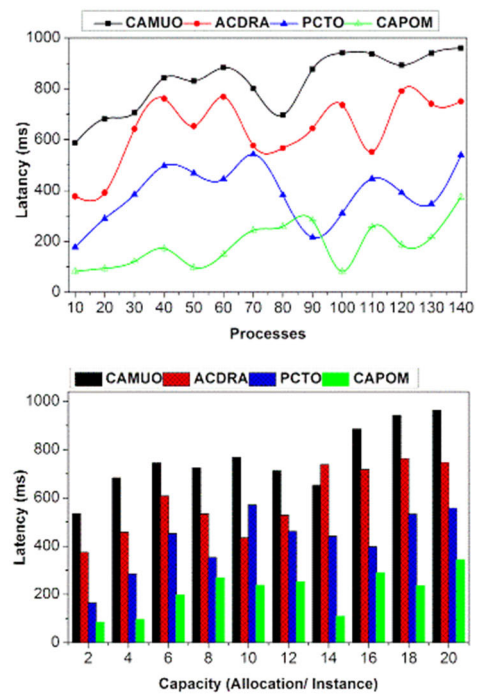 CAMUO ACDRA PCTO CAPOM
1000
800
600
400
200
0
Latancy (ms)
10 20 30 40 50 60 70 80 90 100 110 120 130 140
Processes
CAMUO ACDRA PCTO CAPOM
1000
800
600
400
200
0
Latency (ms)
2 4 6 8 10 12 14 16 18 20
Capacity (Allocation/ Instance)